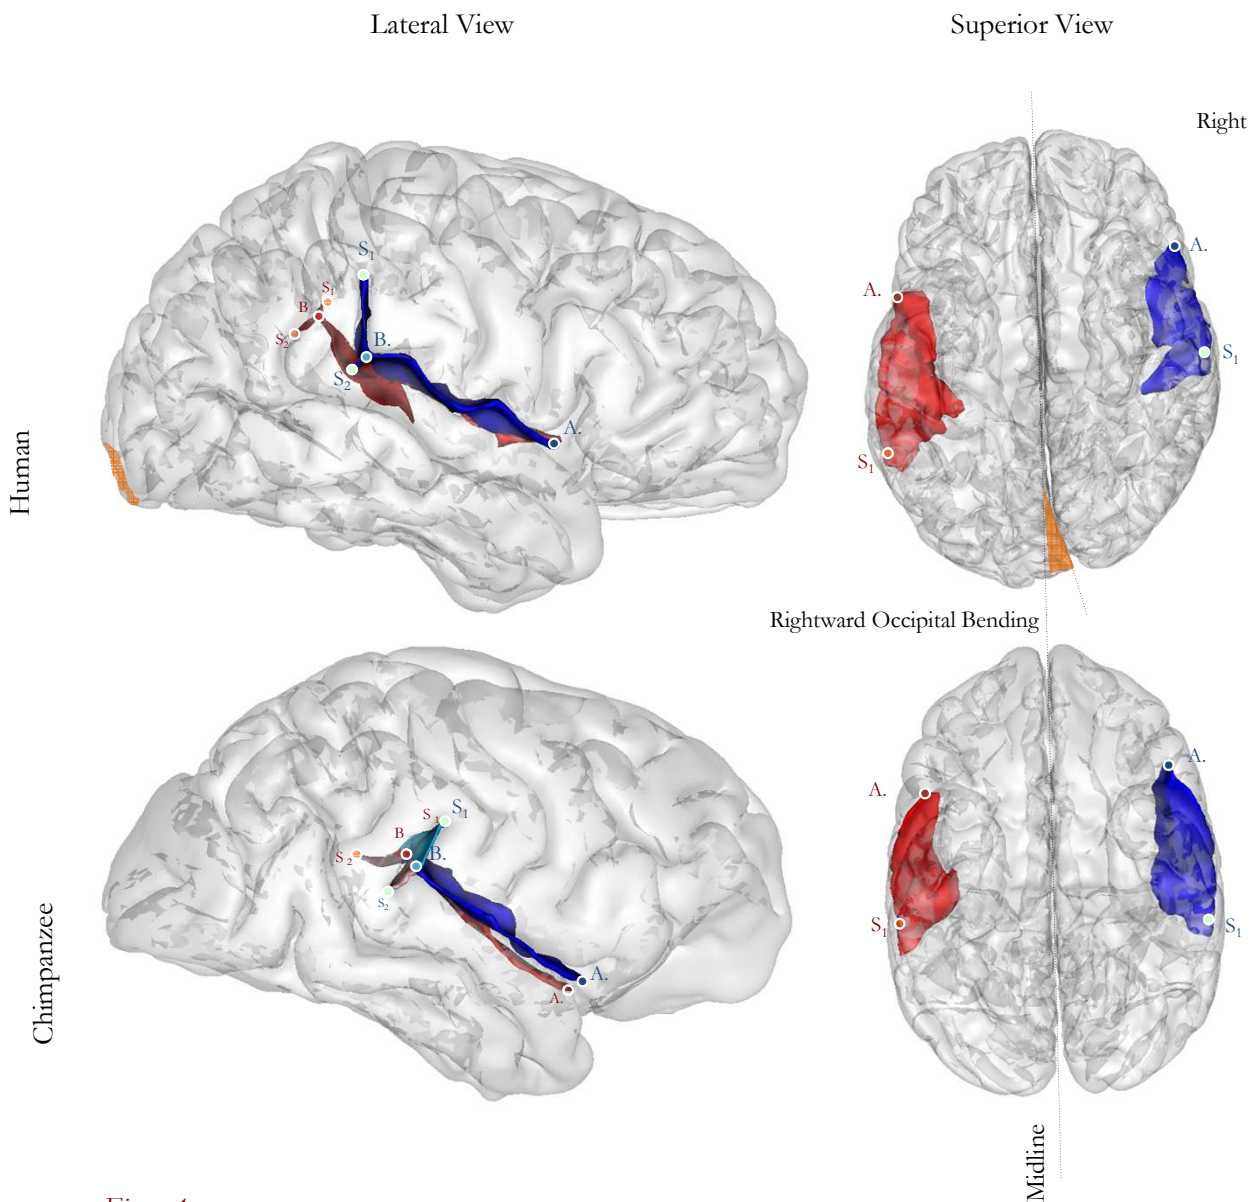 Lateral View
Superior View
Right
S1
S1
B
S2
B.
S2
A.
A.
A.
S1
S1
Human
Rightward Occipital Bending
S1
S1
B
B.
S2
S2
A.
A.
A.
A.
S1
S1
Chimpanzee
Midline